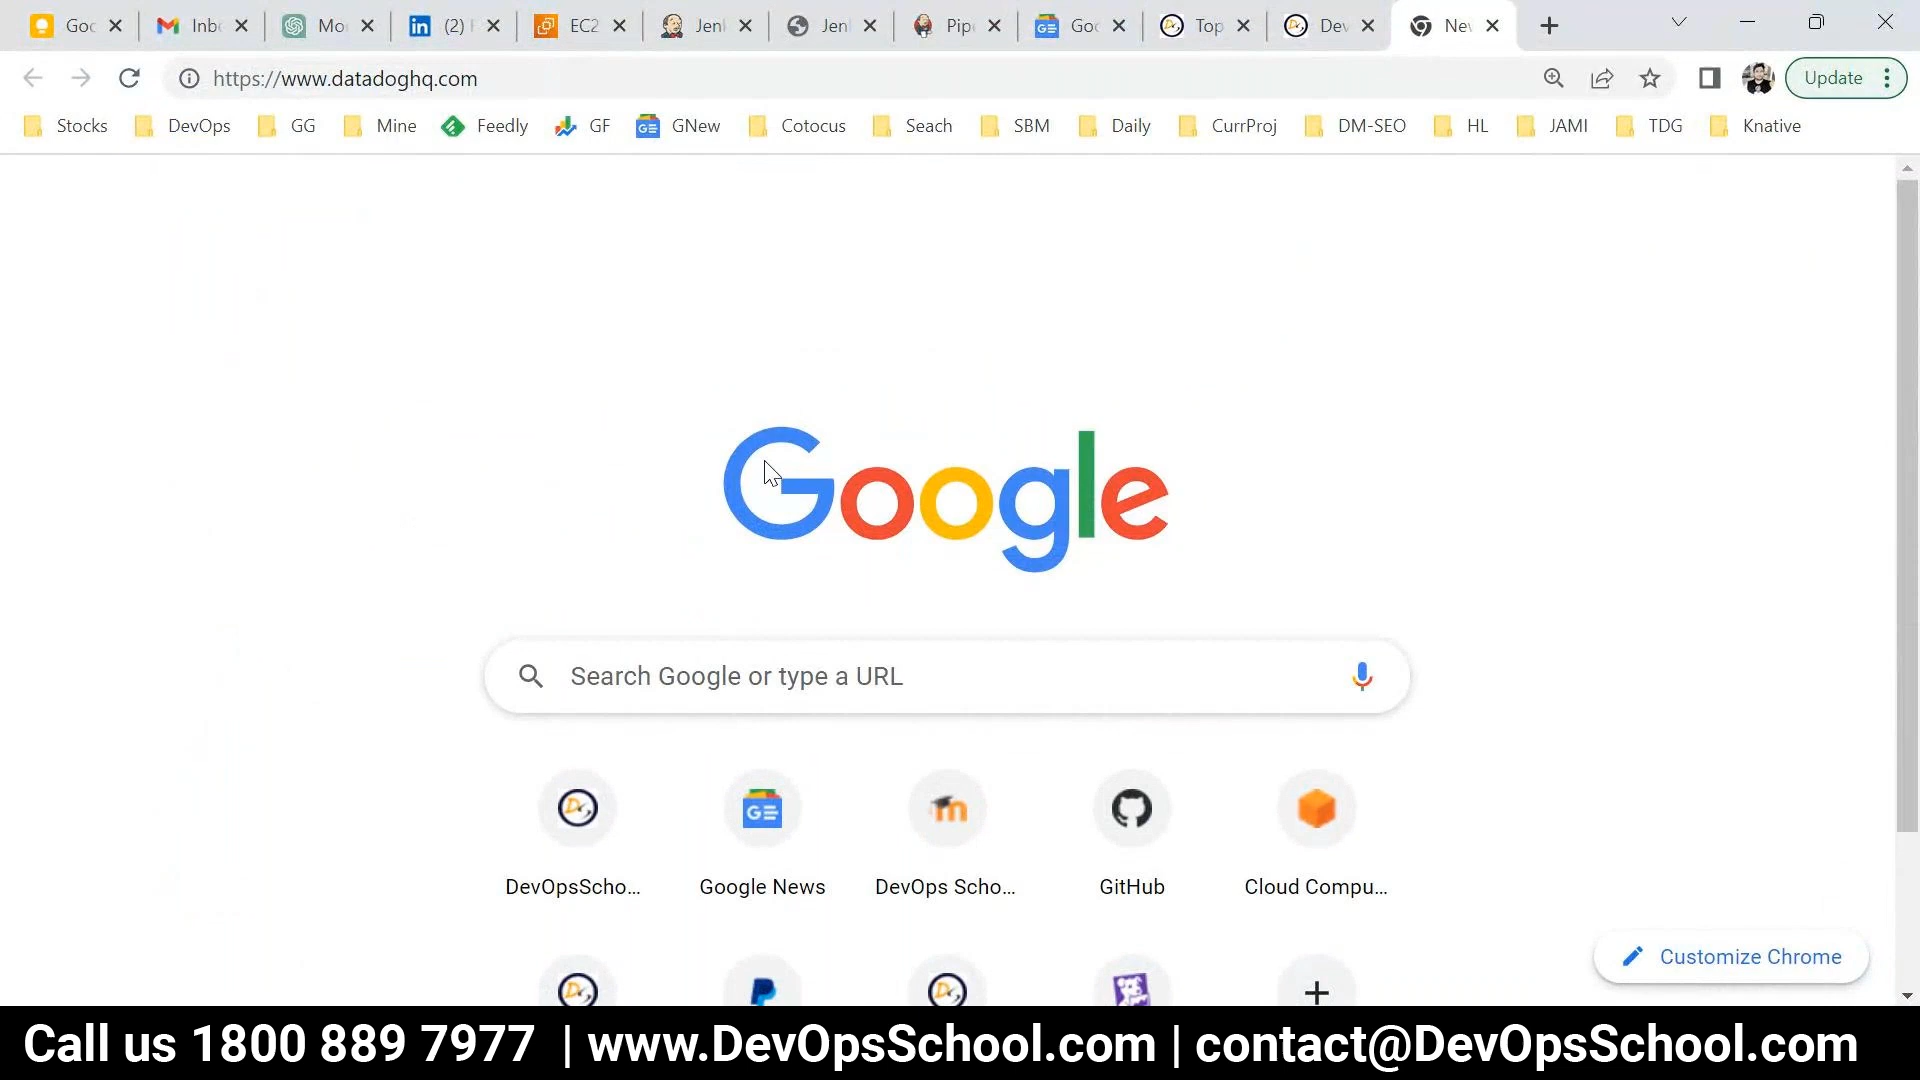 Goc Inbo Mo (2) EC2 Jen Jen Pip Goo Top Dev Nev
https://www.datadoghq.com Update
Stocks DevOps GG Mine Feedly GF GNew Cotocus Seach SBM Daily CurrProj DM-SEO HL JAMI TDG Knative
Google
Search Google or type a URL
DevOpsScho... Google News DevOps Scho... GitHub Cloud Compu...
Customize Chrome
Call us 1800 889 7977 | www.DevOpsSchool.com | contact@DevOpsSchool.com